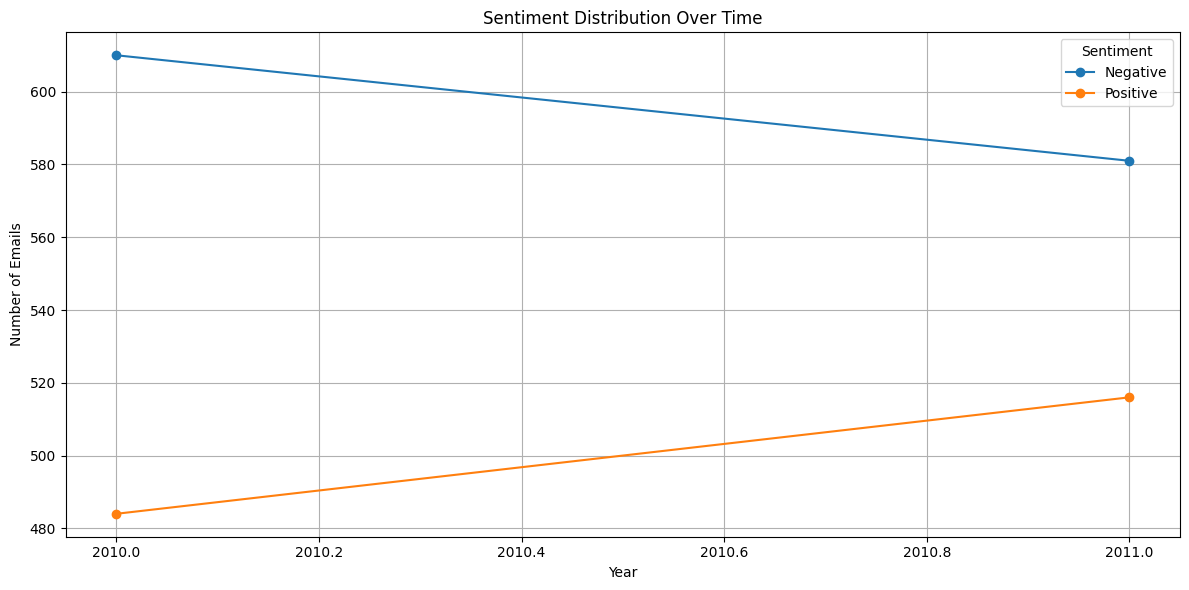 Sentiment Distribution Over Time
Sentiment
Negative
Positive
Number of Emails
600
580
560
540
520
500
480
2010.0 2010.2 2010.4 2010.6 2010.8 2011.0
Year